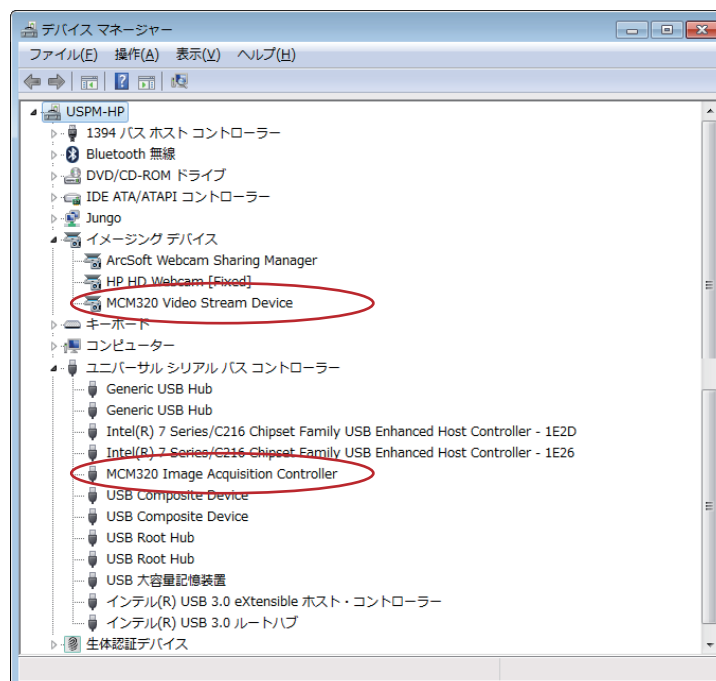 デバイス マネージャー
ファイル(F) 操作(A) 表示(V) ヘルプ(H)
USPM-HP
1394 バス ホスト コントローラー
Bluetooth 無線
DVD/CD-ROM ドライブ
IDE ATA/ATAPI コントローラー
Jungo
イメージング デバイス
ArcSoft Webcam Sharing Manager
HP HD Webcam [Fixed]
MCM320 Video Stream Device
キーボード
コンピューター
ユニバーサル シリアル バス コントローラー
Generic USB Hub
Generic USB Hub
Intel(R) 7 Series/C216 Chipset Family USB Enhanced Host Controller - 1E2D
Intel(R) 7 Series/C216 Chipset Family USB Enhanced Host Controller - 1E26
MCM320 Image Acquisition Controller
USB Composite Device
USB Composite Device
USB Root Hub
USB Root Hub
USB 大容量記憶装置
インテル(R) USB 3.0 eXtensible ホスト・コントローラー
インテル(R) USB 3.0 ルートハブ
生体認証デバイス